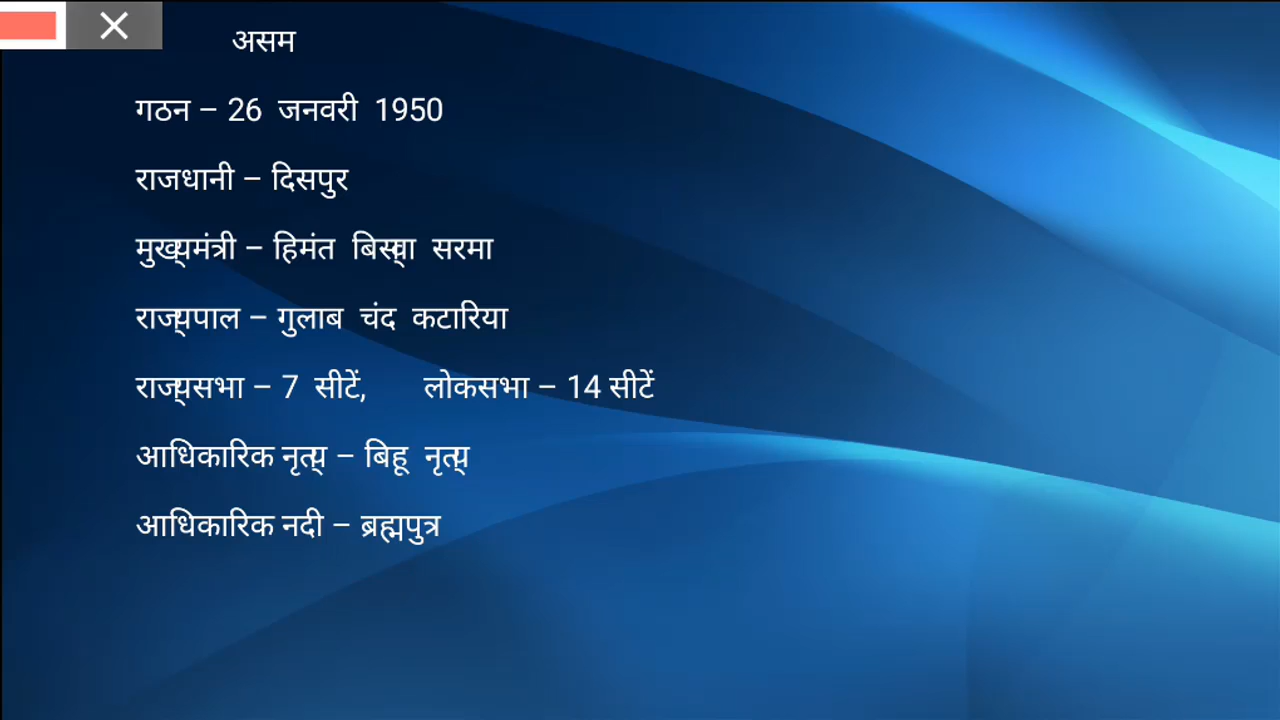 असम
गठन – 26 जनवरी 1950
राजधानी – दिसपुर
मुख्यमंत्री – हिमंत बिस्वा सरमा
राज्यपाल – गुलाब चंद कटारिया
राज्यसभा – 7 सीटें, लोकसभा – 14 सीटें
आधिकारिक नृत्य – बिहू नृत्य
आधिकारिक नदी – ब्रह्मपुत्र